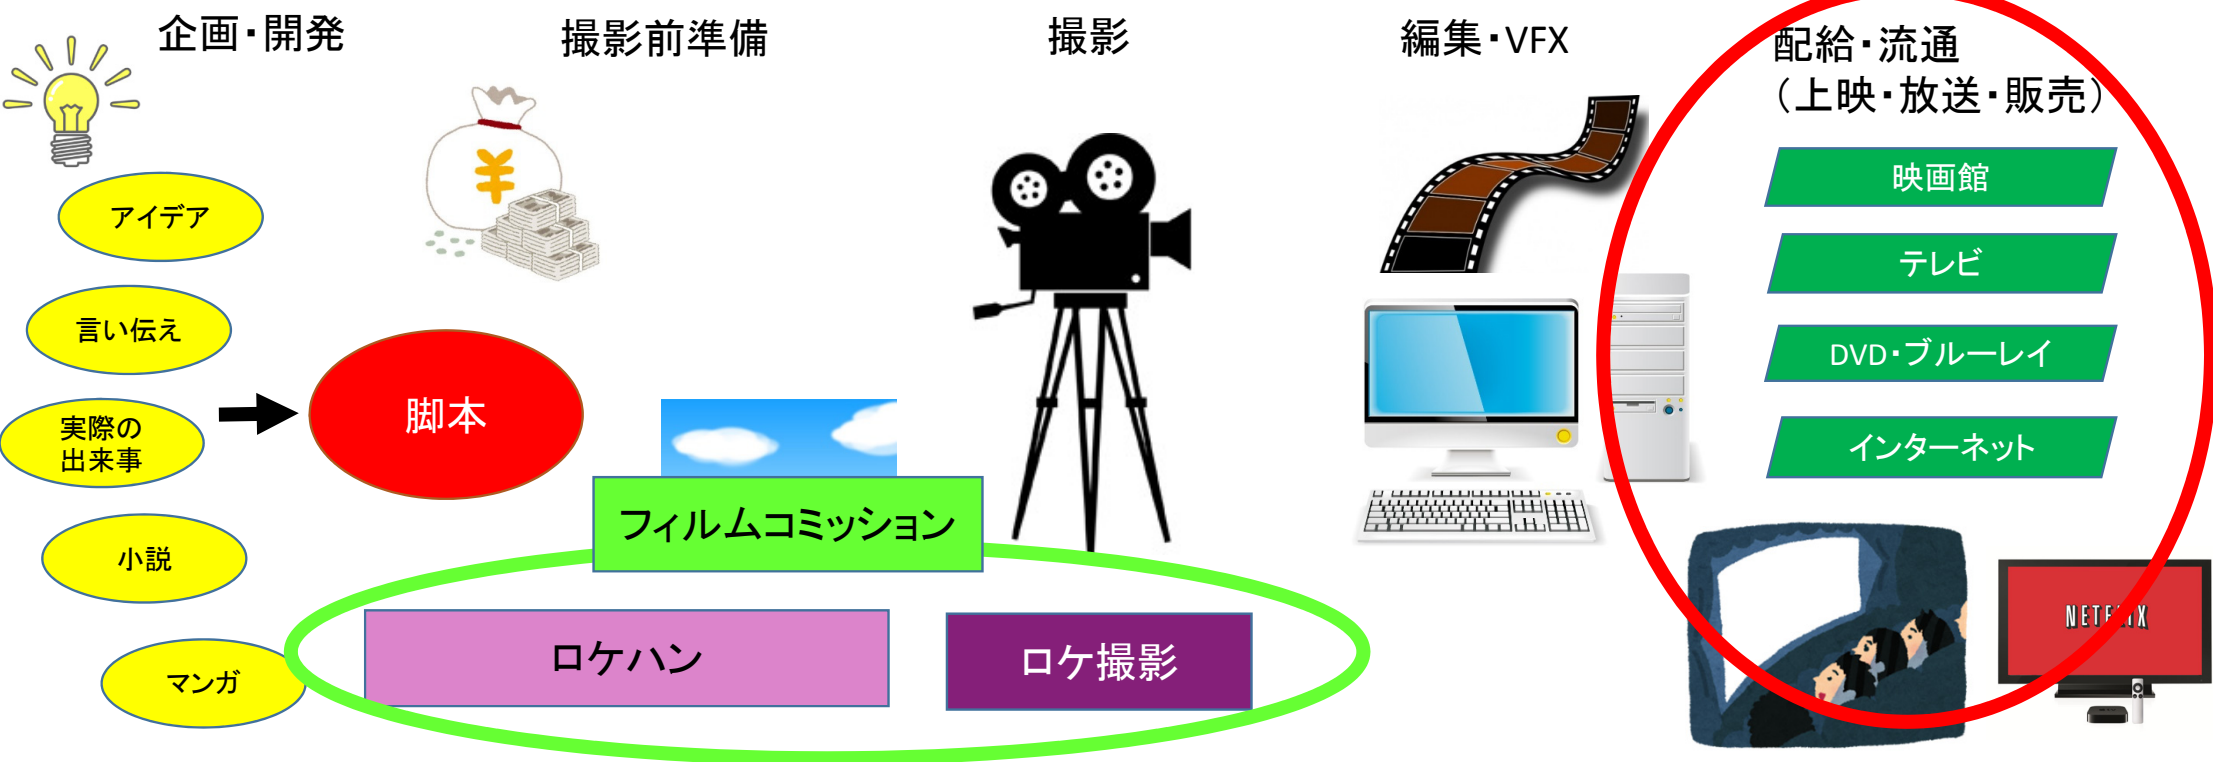 企画・開発
撮影前準備
撮影
編集・VFX
配給・流通
（上映・放送・販売）
¥
アイデア
言い伝え
実際の
出来事
小説
マンガ
脚本
フィルムコミッション
ロケハン
ロケ撮影
映画館
テレビ
DVD・ブルーレイ
インターネット
NETFLIX